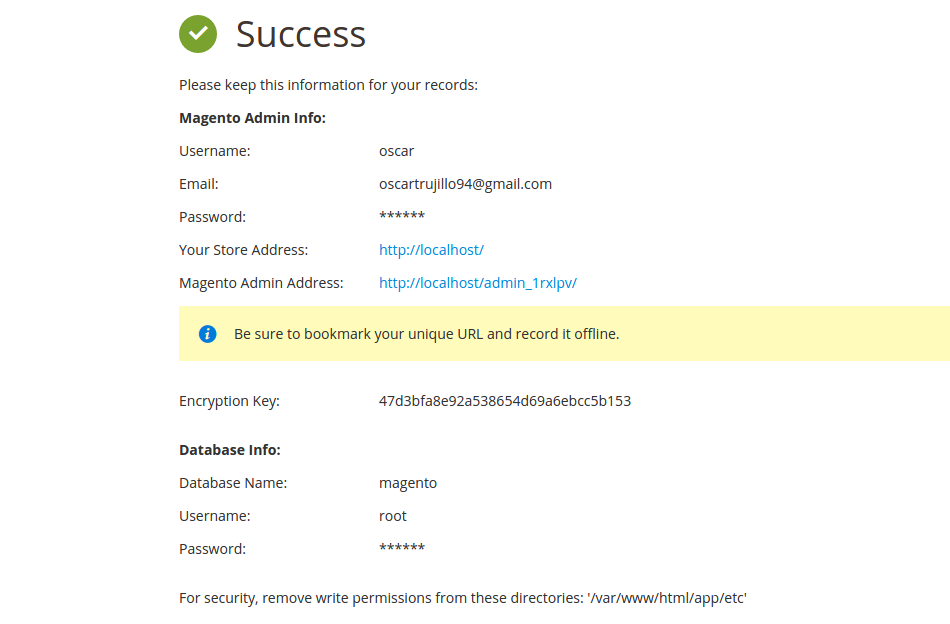 Success
Please keep this information for your records:
Magento Admin Info:
Username: oscar
Email: oscartrujillo94@gmail.com
Password: ******
Your Store Address: http://localhost/
Magento Admin Address: http://localhost/admin_1rxlpv/
Be sure to bookmark your unique URL and record it offline.
Encryption Key: 47d3bfa8e92a538654d69a6ebcc5b153
Database Info:
Database Name: magento
Username: root
Password: ******
For security, remove write permissions from these directories: '/var/www/html/app/etc'